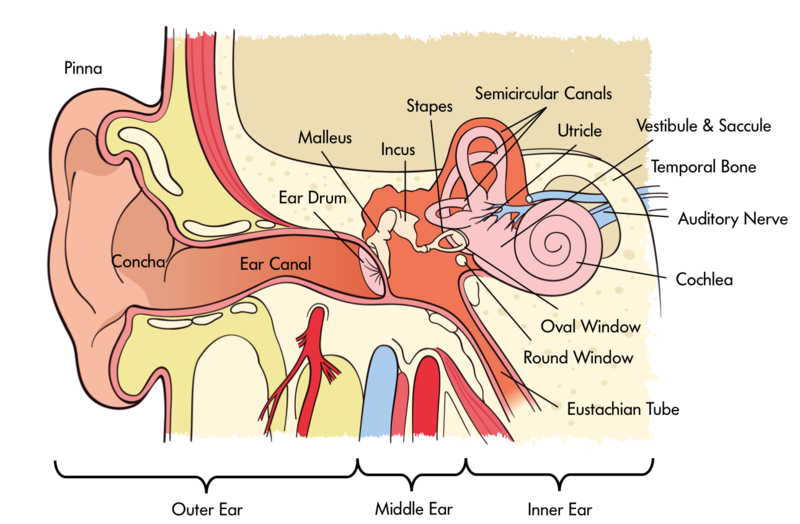 Pinna
Semicircular Canals
Stapes
Utricle
Vestibule & Saccule
Malleus
Incus
Temporal Bone
Ear Drum
Auditory Nerve
Concha
Ear Canal
Cochlea
Oval Window
Round Window
Eustachian Tube
Outer Ear
Middle Ear
Inner Ear